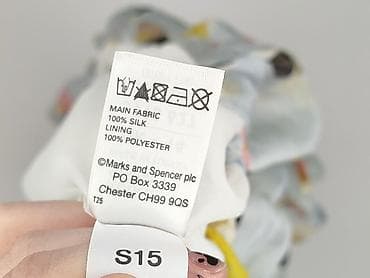 MAIN FABRIC
100% SILK
LINING
100% POLYESTER
©Marks and Spencer plc
PO Box 3339
Chester CH99 9QS
T25
S15